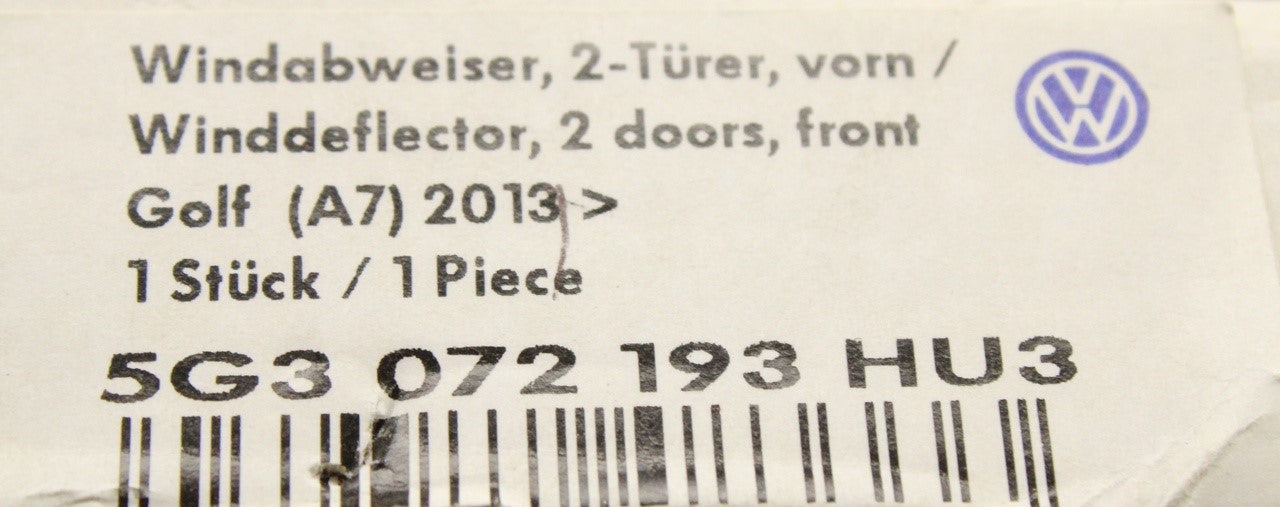 Windabweiser, 2-Türer, vorn /
Winddeflector, 2 doors, front
Golf (A7) 2013 >
1 Stück / 1 Piece
5G3 072 193 HU3
VW